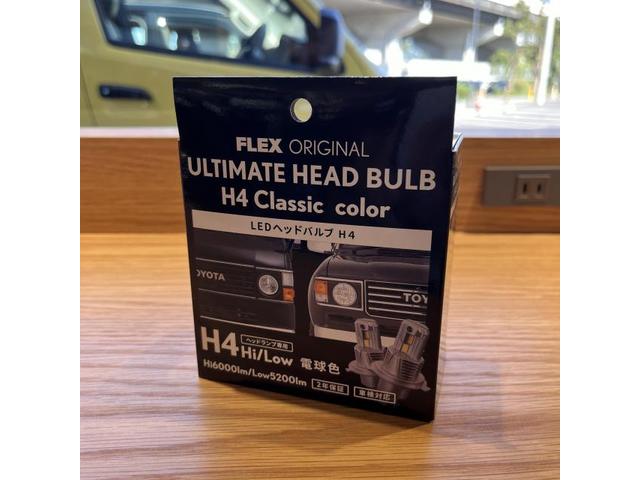 FLEX ORIGINAL
ULTIMATE HEAD BULB
H4 Classic color
LEDヘッドバルブ H4
OYOTA
TOY
H4 ヘッドランプ専用 Hi/Low 電球色
Hi6000lm/Low5200lm
2年保証 車検対応